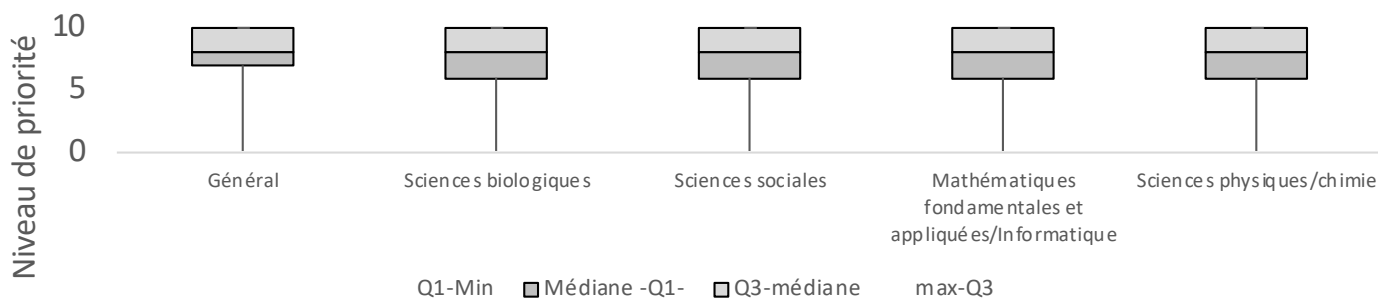 Niveau de priorité
10
5
0
Général
Sciences biologiques
Sciences sociales
Mathématiques
fondamentales et
appliquées/Informatique
Sciences physiques/chimie
Q1-Min Médiane -Q1- Q3-médiane max-Q3